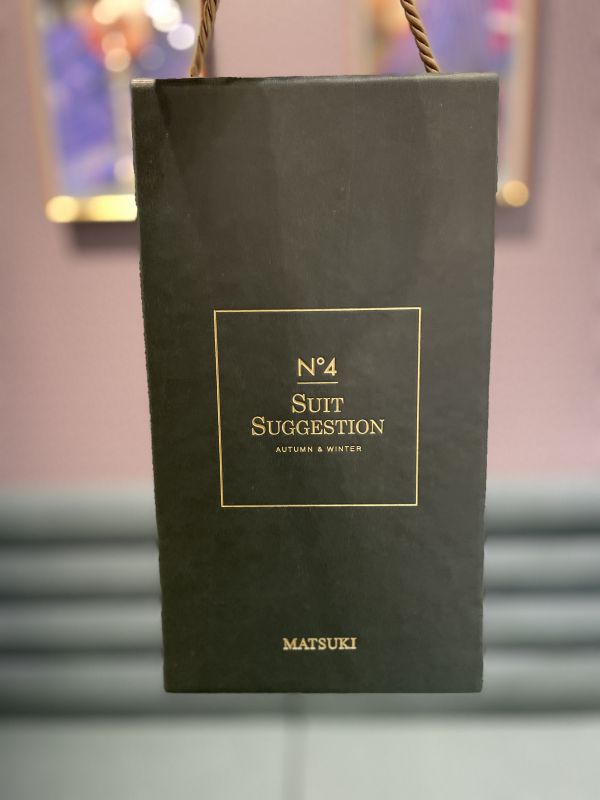 N°4
SUIT
SUGGESTION
AUTUMN & WINTER
MATSUKI